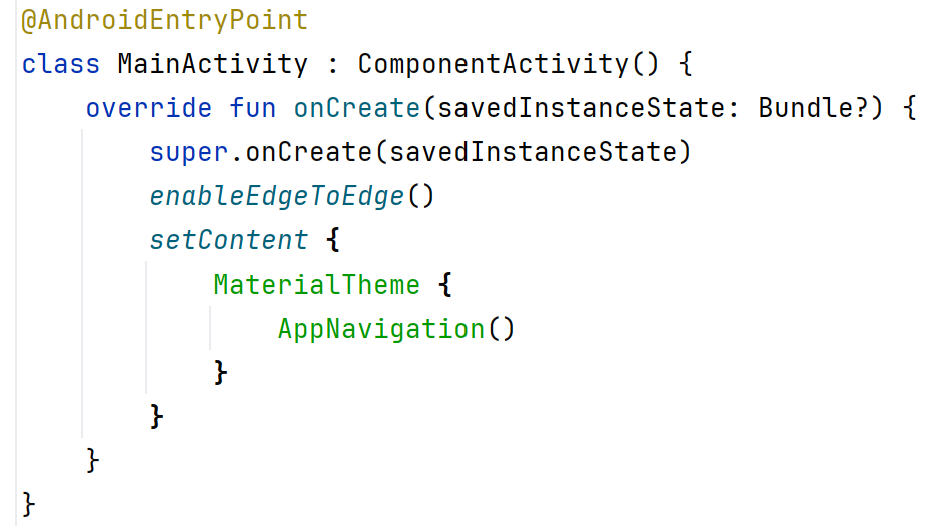 @AndroidEntryPoint
class MainActivity : ComponentActivity() {
    override fun onCreate(savedInstanceState: Bundle?) {
        super.onCreate(savedInstanceState)
        enableEdgeToEdge()
        setContent {
            MaterialTheme {
                AppNavigation()
            }
        }
    }
}